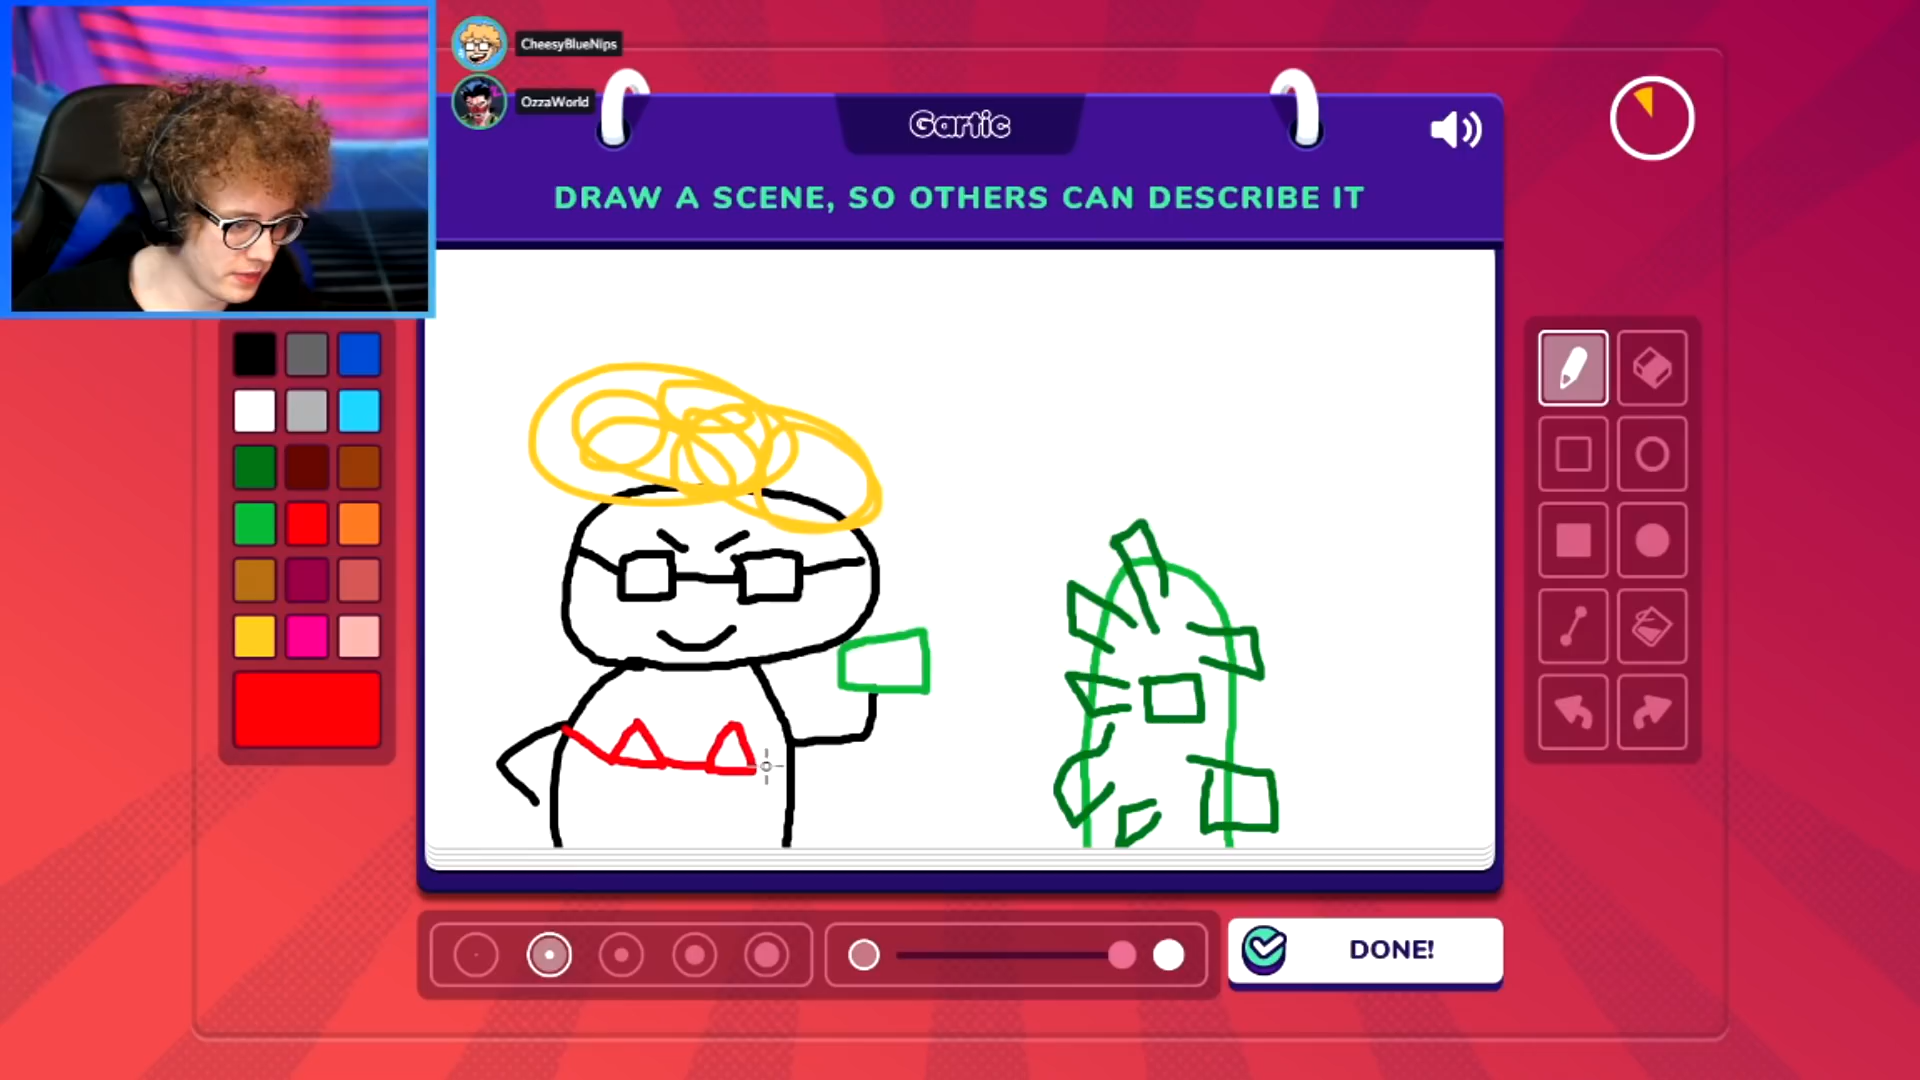 CheesyBlueNips
OzzaWorld
Gartic
DRAW A SCENE, SO OTHERS CAN DESCRIBE IT
DONE!